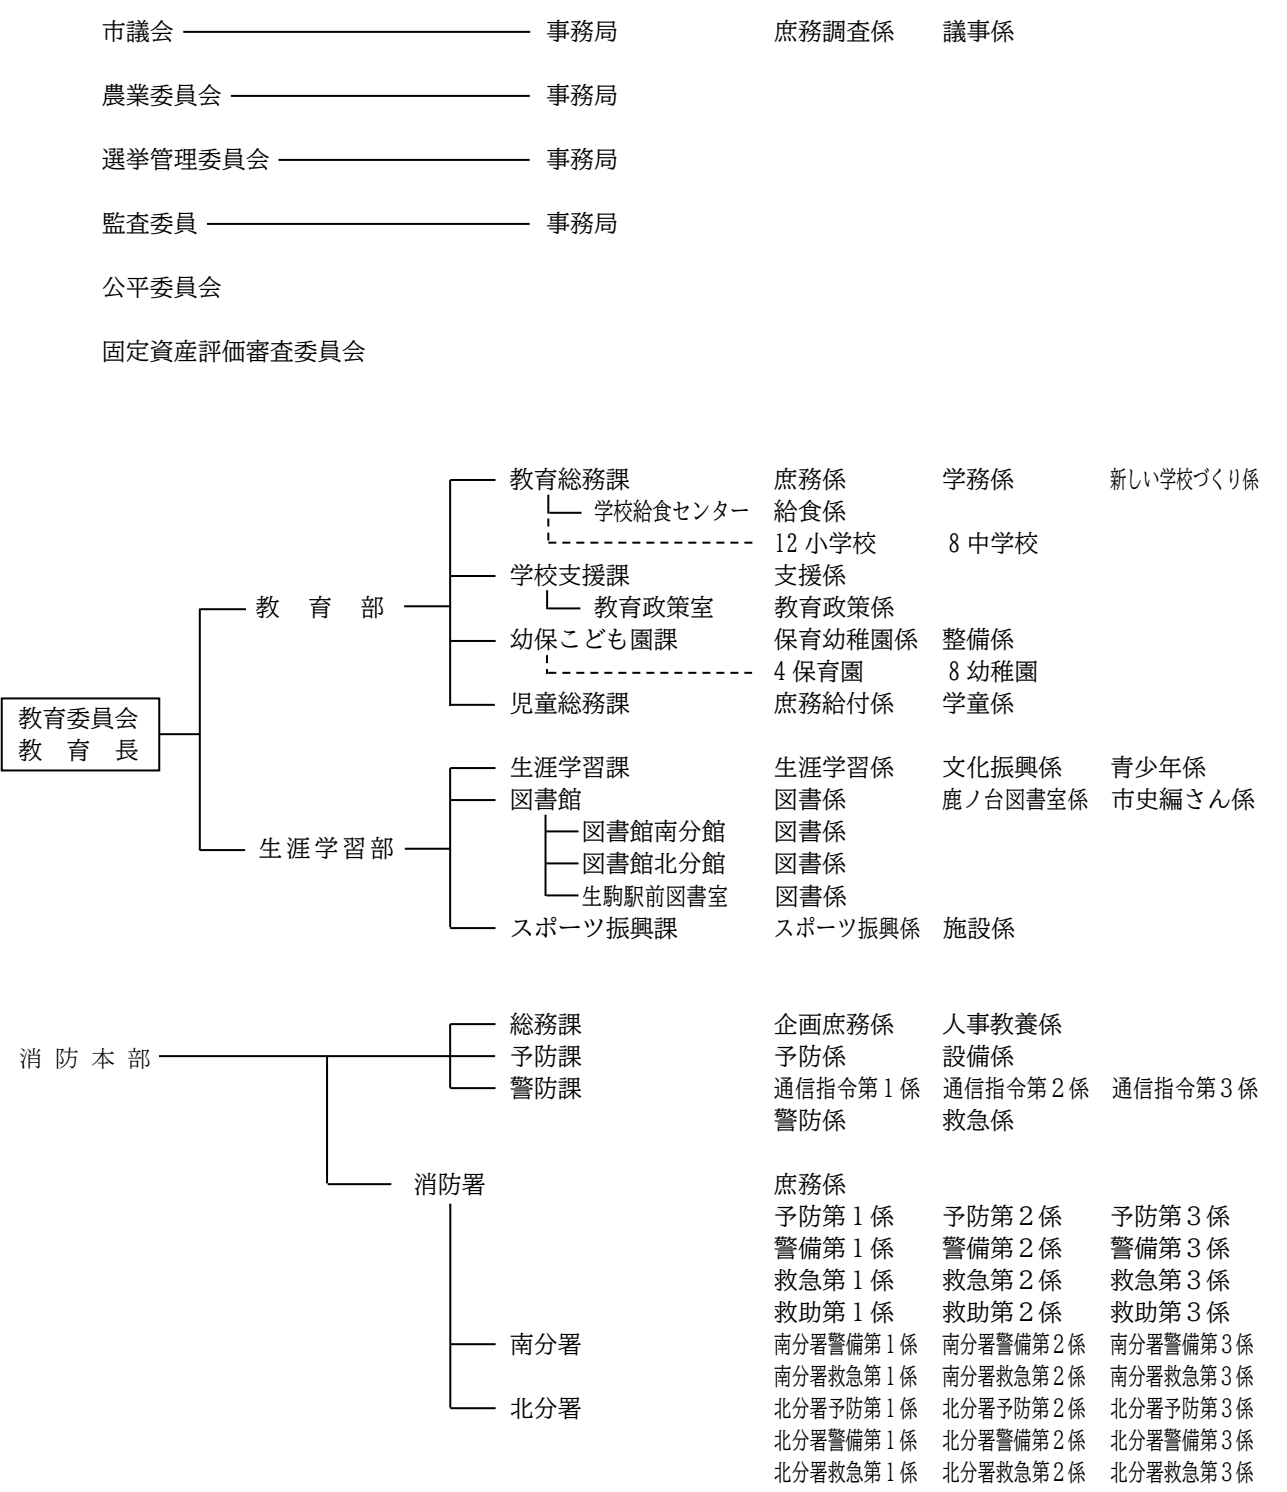 市議会 事務局 庶務調査係 議事係
農業委員会 事務局
選挙管理委員会 事務局
監査委員 事務局
公平委員会
固定資産評価審査委員会
教育総務課 庶務係 学務係 新しい学校づくり係
学校給食センター 給食係
12小学校 8中学校
学校支援課 支援係
教育部 教育政策室 教育政策係
幼保こども園課 保育幼稚園係 整備係
4保育園 8幼稚園
児童総務課 庶務給付係 学童係
教育委員会
教育長
生涯学習課 生涯学習係 文化振興係 青少年係
図書館 図書係 鹿ノ台図書室係 市史編さん係
図書館南分館 図書係
生涯学習部 図書館北分館 図書係
生駒駅前図書室 図書係
スポーツ振興課 スポーツ振興係 施設係
総務課 企画庶務係 人事教養係
消防本部 予防課 予防係 設備係
警防課 通信指令第1係 通信指令第2係 通信指令第3係
警防係 救急係
消防署 庶務係
予防第1係 予防第2係 予防第3係
警備第1係 警備第2係 警備第3係
救急第1係 救急第2係 救急第3係
救助第1係 救助第2係 救助第3係
南分署 南分署警備第1係 南分署警備第2係 南分署警備第3係
南分署救急第1係 南分署救急第2係 南分署救急第3係
北分署 北分署予防第1係 北分署予防第2係 北分署予防第3係
北分署警備第1係 北分署警備第2係 北分署警備第3係
北分署救急第1係 北分署救急第2係 北分署救急第3係